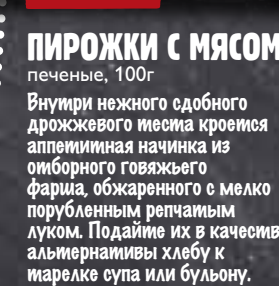 ПИРОЖКИ С МЯСОМ
печеные, 100г
Внутри нежного сдобного
дрожжевого теста кроется
аппетитная начинка из
отборного говяжьего
фарша, обжаренного с мелко
порубленным репчатым
луком. Подайте их в качеств
альтернативы хлебу к
тарелке супа или бульону.